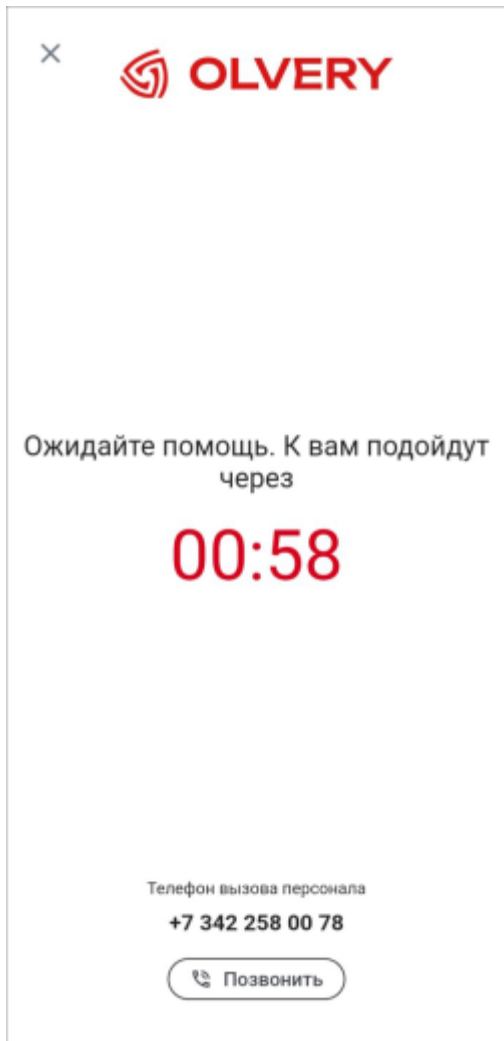 OLVERY
Ожидайте помощь. К вам подойдут
через
00:58
Телефон вызова персонала
+7 342 258 00 78
Позвонить